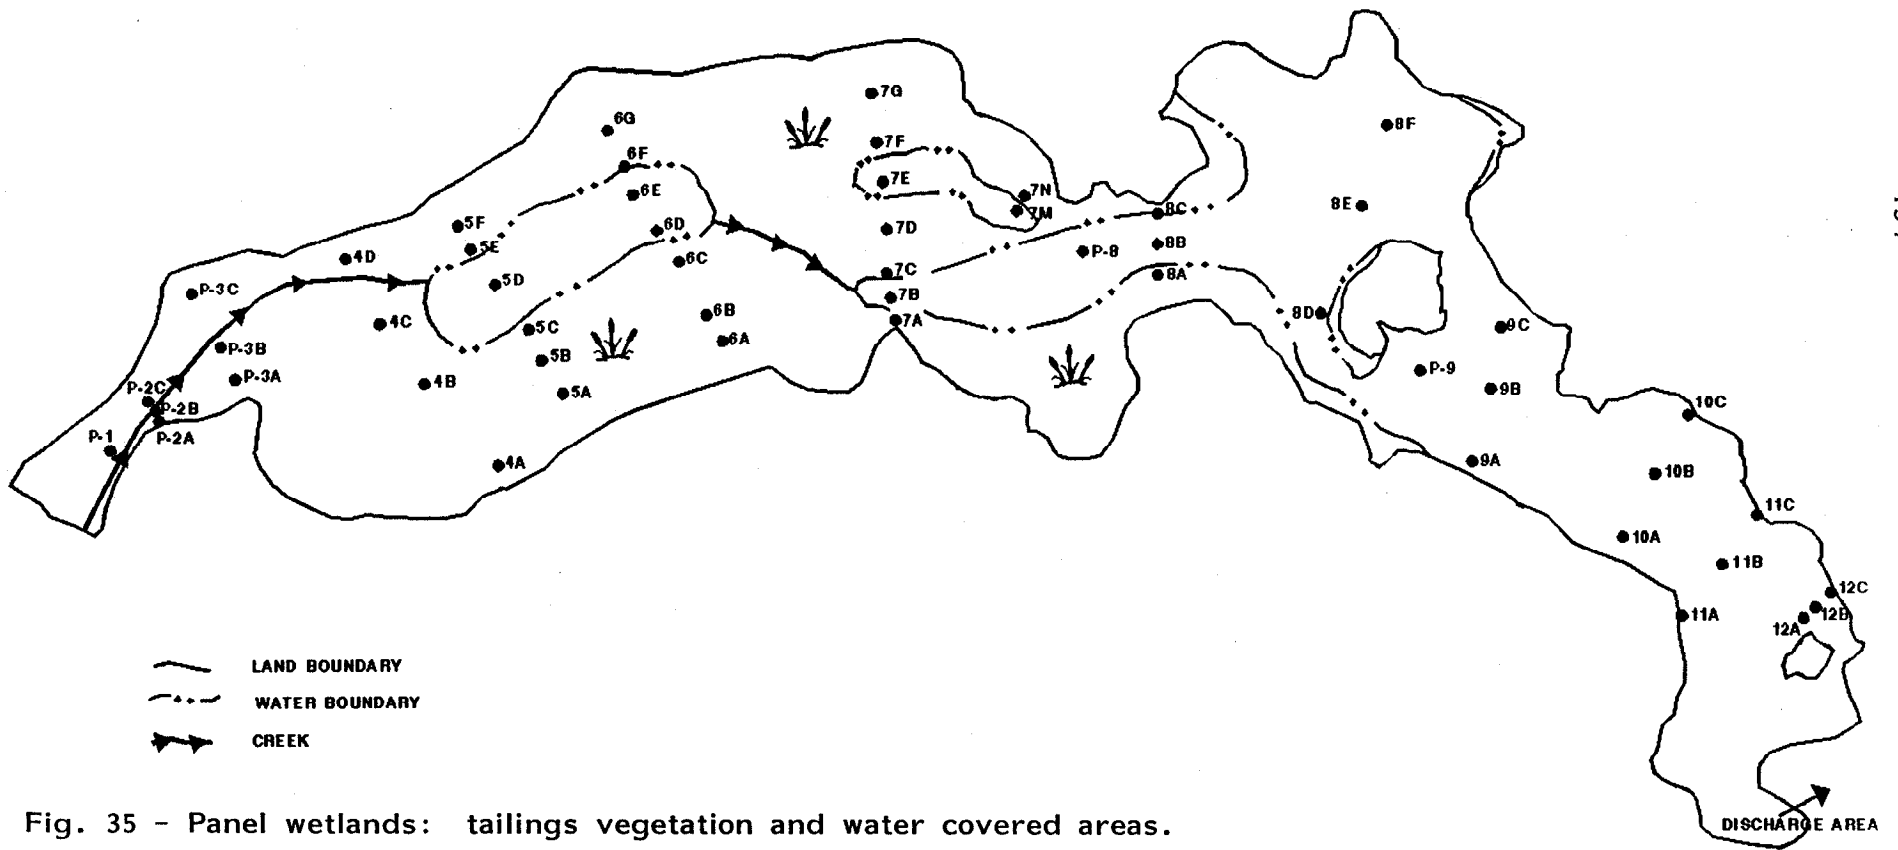 7G
8F
6G
7F
6F
7E
6E
7N
7M
8E
8C
5F
6D
7D
5E
8B
P-8
4D
6C
7C
8A
5D
P-3C
7B
8D
6B
7A
9C
4C
5C
6A
P-3B
5B
P-9
P-3A
4B
9B
P-2C
5A
P-2B
10C
P-1
P-2A
4A
9A
10B
11C
10A
11B
12C
11A
12B
12A
LAND BOUNDARY
WATER BOUNDARY
CREEK
DISCHARGE AREA
Fig. 35 - Panel wetlands: tailings vegetation and water covered areas.